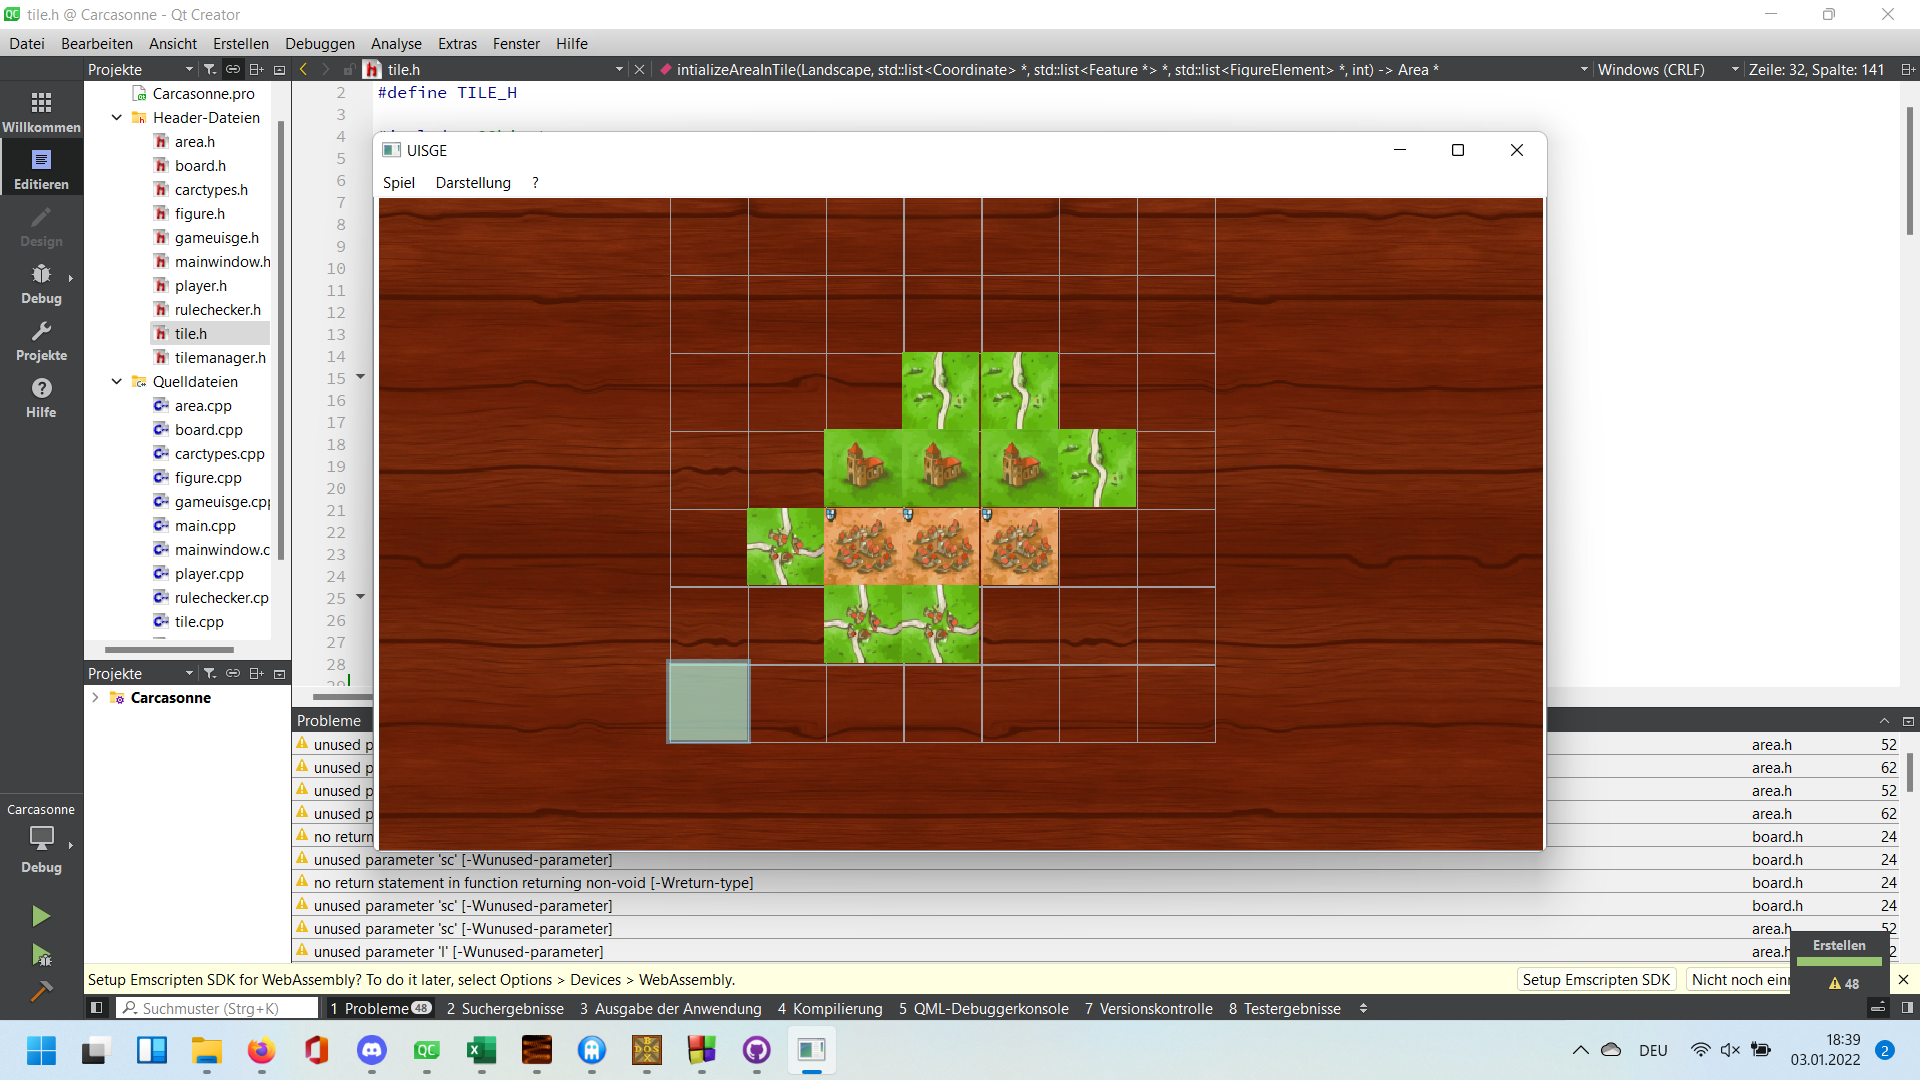 tile.h @ Carcasonne - Qt Creator
Datei Bearbeiten Ansicht Erstellen Debuggen Analyse Extras Fenster Hilfe
Projekte
tile.h
intializeAreaInTile(Landscape, std::list<Coordinate> *, std::list<Feature *> *, std::list<FigureElement> *, int) -> Area *
Windows (CRLF)
Zeile: 32, Spalte: 141
Willkommen
Editieren
Design
Debug
Projekte
Hilfe
Carcasonne
Debug
Carcasonne.pro
Header-Dateien
area.h
board.h
carctypes.h
figure.h
gameuisge.h
mainwindow.h
player.h
rulechecker.h
tile.h
tilemanager.h
Quelldateien
area.cpp
board.cpp
carctypes.cpp
figure.cpp
gameuisge.cpp
main.cpp
mainwindow.c
player.cpp
rulechecker.cp
tile.cpp
Projekte
Carcasonne
2 #define TILE_H
3
4
5
6
7
8
9
10
11
12
13
14
15
16
17
18
19
20
21
22
23
24
25
26
27
28
UISGE
Spiel Darstellung ?
Probleme
unused p area.h 52
unused p area.h 62
unused p area.h 52
unused p area.h 62
no return board.h 24
unused parameter 'sc' [-Wunused-parameter] board.h 24
no return statement in function returning non-void [-Wreturn-type] board.h 24
unused parameter 'sc' [-Wunused-parameter] board.h 24
unused parameter 'sc' [-Wunused-parameter] area.h 52
unused parameter 'l' [-Wunused-parameter] area.h 2
Erstellen
48
Setup Emscripten SDK for WebAssembly? To do it later, select Options > Devices > WebAssembly.
Setup Emscripten SDK
Nicht noch einm
Suchmuster (Strg+K)
1 Probleme 48 2 Suchergebnisse 3 Ausgabe der Anwendung 4 Kompilierung 5 QML-Debuggerkonsole 7 Versionskontrolle 8 Testergebnisse
DEU
18:39
03.01.2022
2